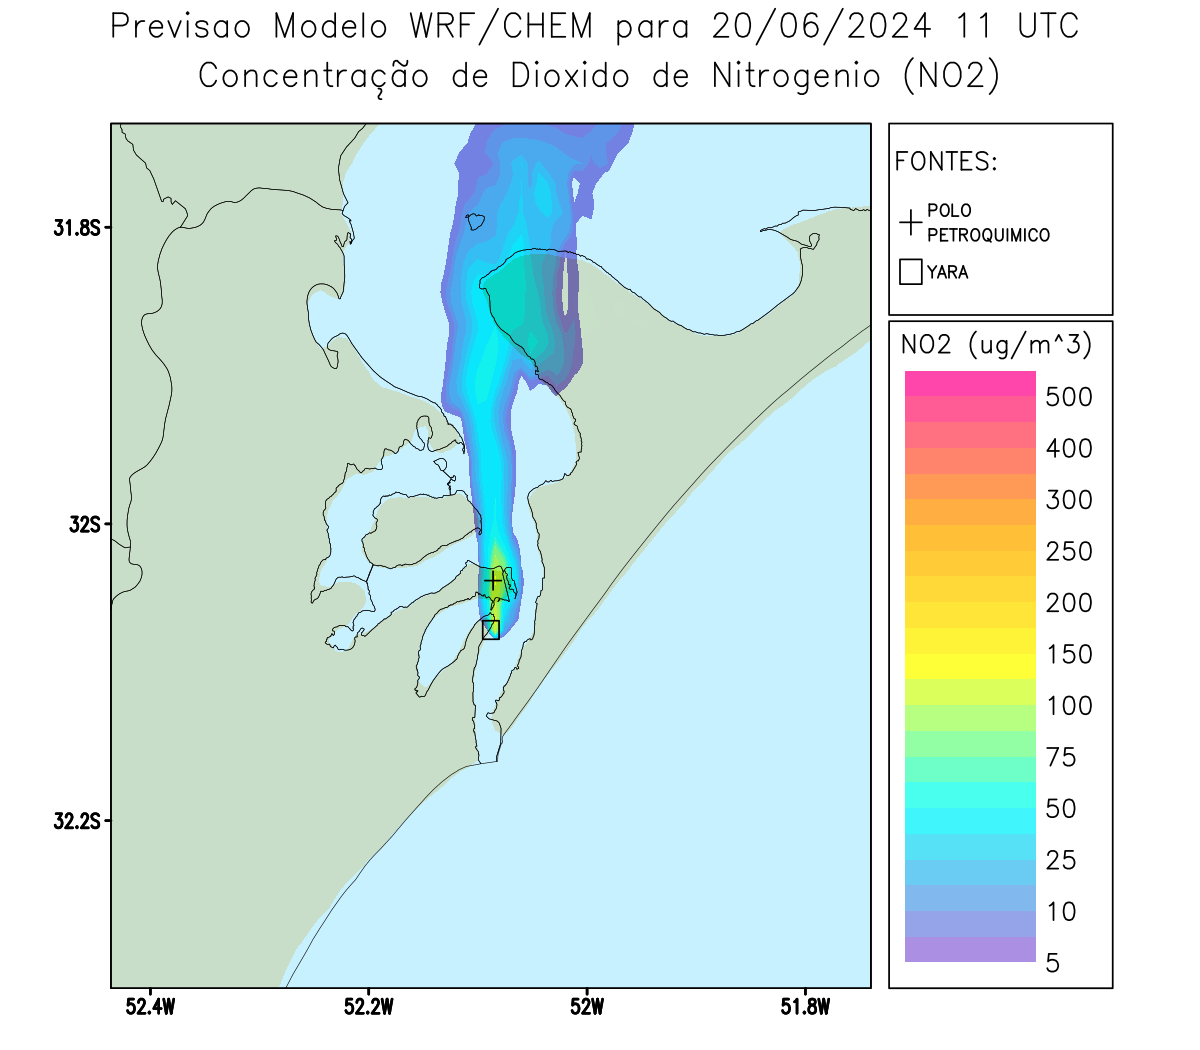 Previsao Modelo WRF/CHEM para 20/06/2024 11 UTC
Concentração de Dioxido de Nitrogenio (NO2)
FONTES:
POLO
PETROQUIMICO
YARA
NO2 (ug/m^3)
500
400
300
250
200
150
100
75
50
25
10
5
31.8S
32S
32.2S
52.4W
52.2W
52W
51.8W